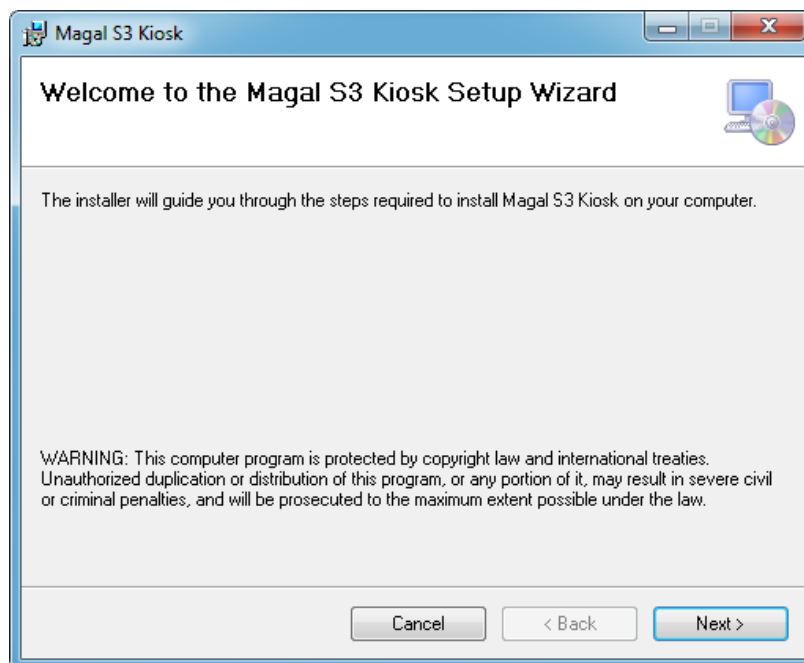 Magal S3 Kiosk
Welcome to the Magal S3 Kiosk Setup Wizard
The installer will guide you through the steps required to install Magal S3 Kiosk on your computer.
WARNING: This computer program is protected by copyright law and international treaties.
Unauthorized duplication or distribution of this program, or any portion of it, may result in severe civil
or criminal penalties, and will be prosecuted to the maximum extent possible under the law.
Cancel
< Back
Next >